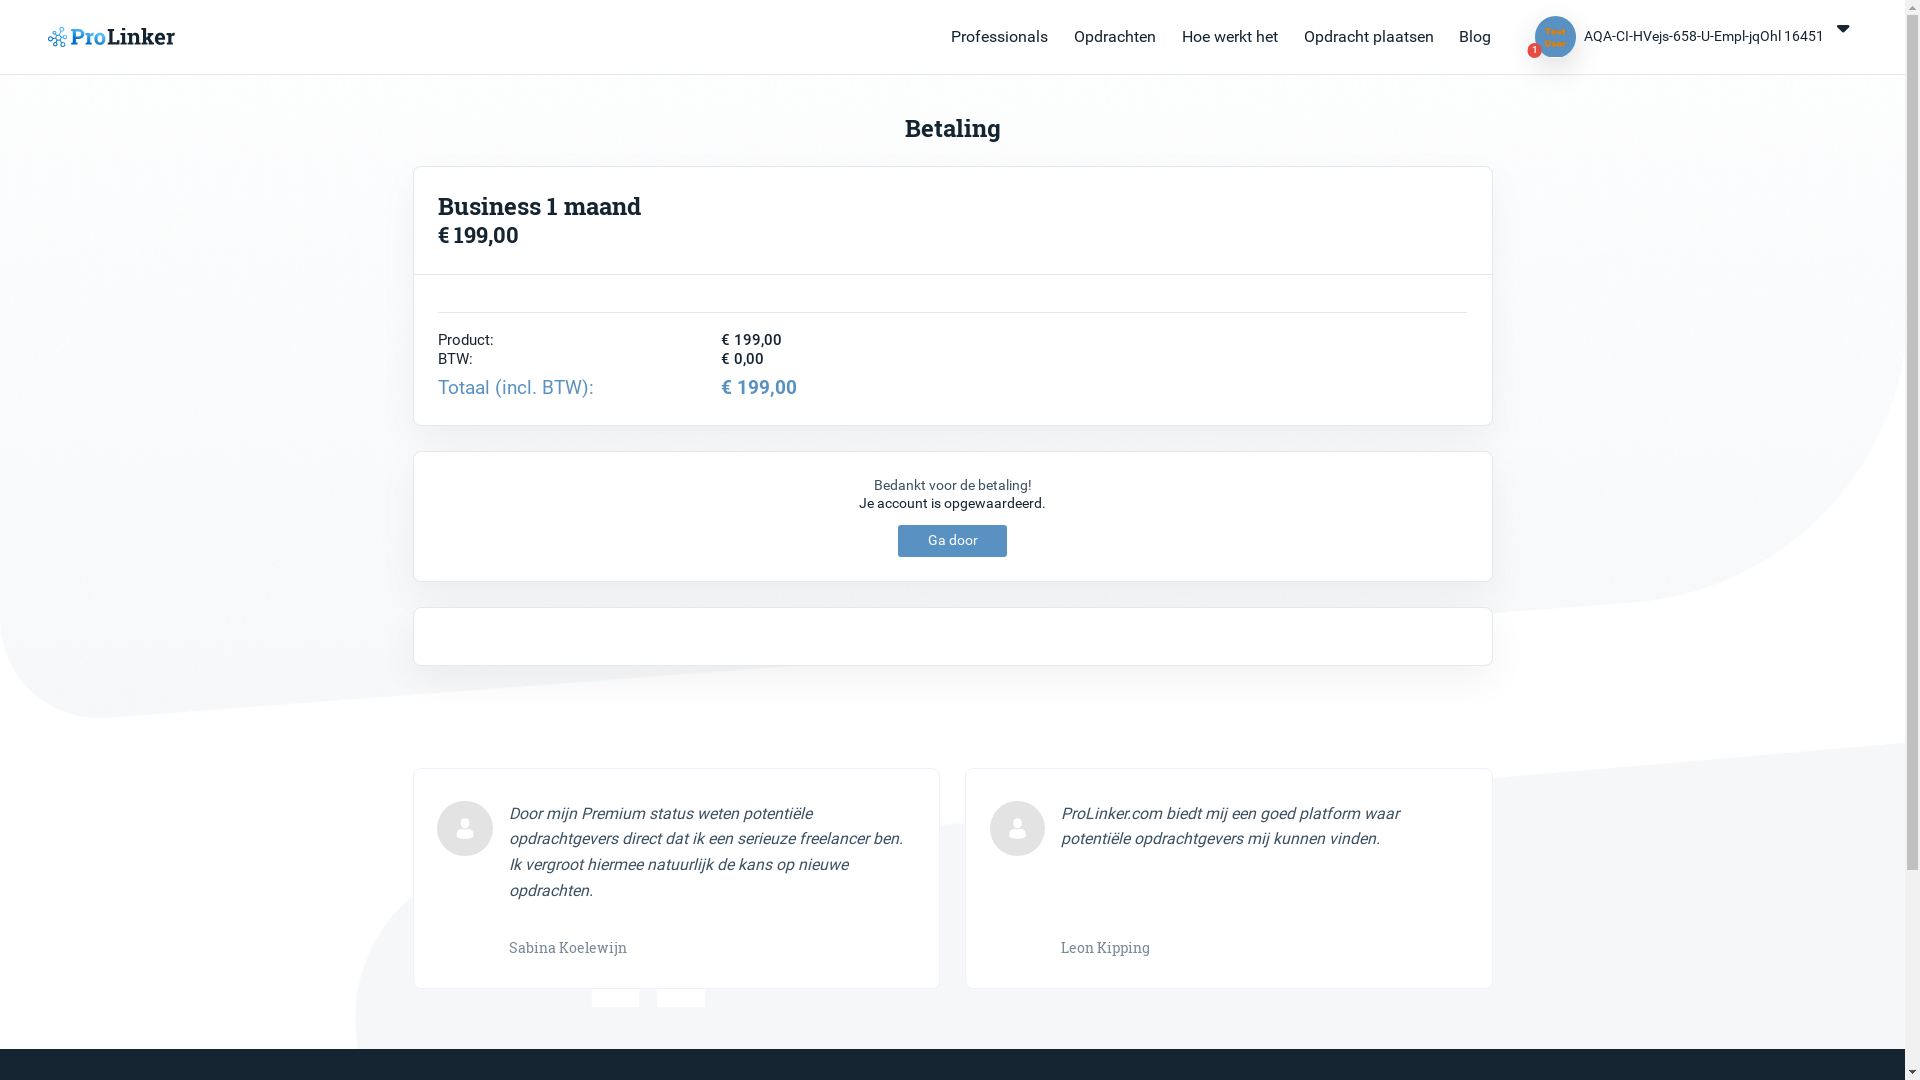 ProLinker
Professionals
Opdrachten
Hoe werkt het
Opdracht plaatsen
Blog
Test
User
1
AQA-CI-HVejs-658-U-Empl-jqOhl 16451
Betaling
Business 1 maand
€ 199,00
Product: € 199,00
BTW: € 0,00
Totaal (incl. BTW): € 199,00
Bedankt voor de betaling!
Je account is opgewaardeerd.
Ga door
Door mijn Premium status weten potentiële
opdrachtgevers direct dat ik een serieuze freelancer ben.
Ik vergroot hiermee natuurlijk de kans op nieuwe
opdrachten.
Sabina Koelewijn
ProLinker.com biedt mij een goed platform waar
potentiële opdrachtgevers mij kunnen vinden.
Leon Kipping